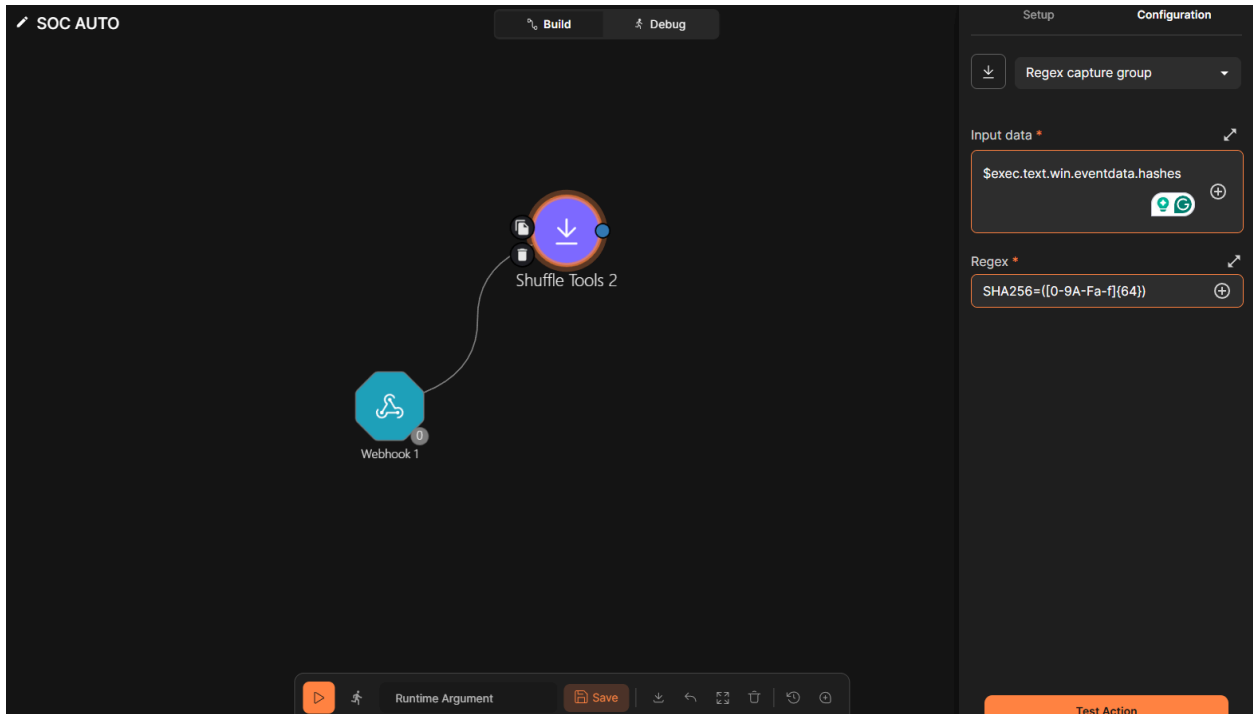 SOC AUTO
Build
Debug
Setup
Configuration
Regex capture group
Input data *
$exec.text.win.eventdata.hashes
Regex *
SHA256=([0-9A-Fa-f]{64})
Shuffle Tools 2
0
Webhook 1
Runtime Argument
Save
Test Action